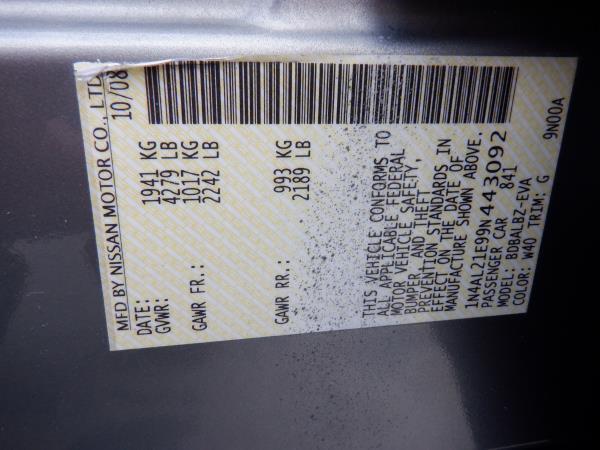 MFD BY NISSAN MOTOR CO., LTD
DATE: 10/08
GVWR: 1941 KG
4279 LB
GAWR FR.: 1017 KG
2242 LB
GAWR RR.: 993 KG
2189 LB
THIS VEHICLE CONFORMS TO
ALL APPLICABLE FEDERAL
MOTOR VEHICLE SAFETY,
BUMPER AND THEFT
PREVENTION STANDARDS IN
EFFECT ON THE DATE OF
MANUFACTURE SHOWN ABOVE.
1N4AL21E99N443092
PASSENGER CAR 841
MODEL: BDBALBZ-EVA
COLOR: W40 TRIM: G
9N00A